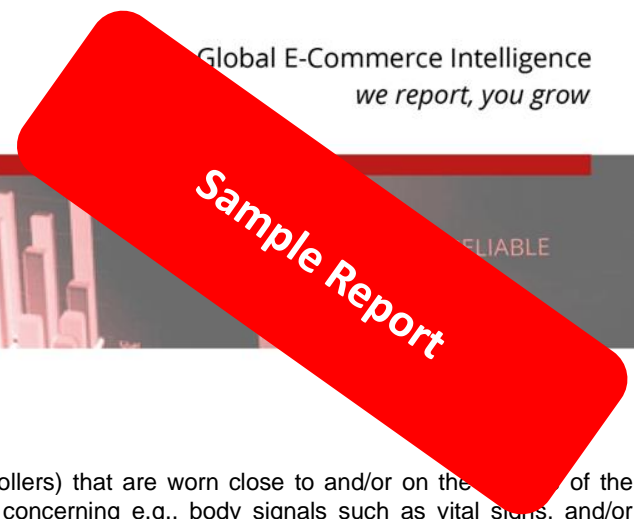 Global E-Commerce Intelligence
we report, you grow
ELIABLE
Sample Report
ollers) that are worn close to and/or on the of the
concerning e.g., body signals such as vital signs, and/or